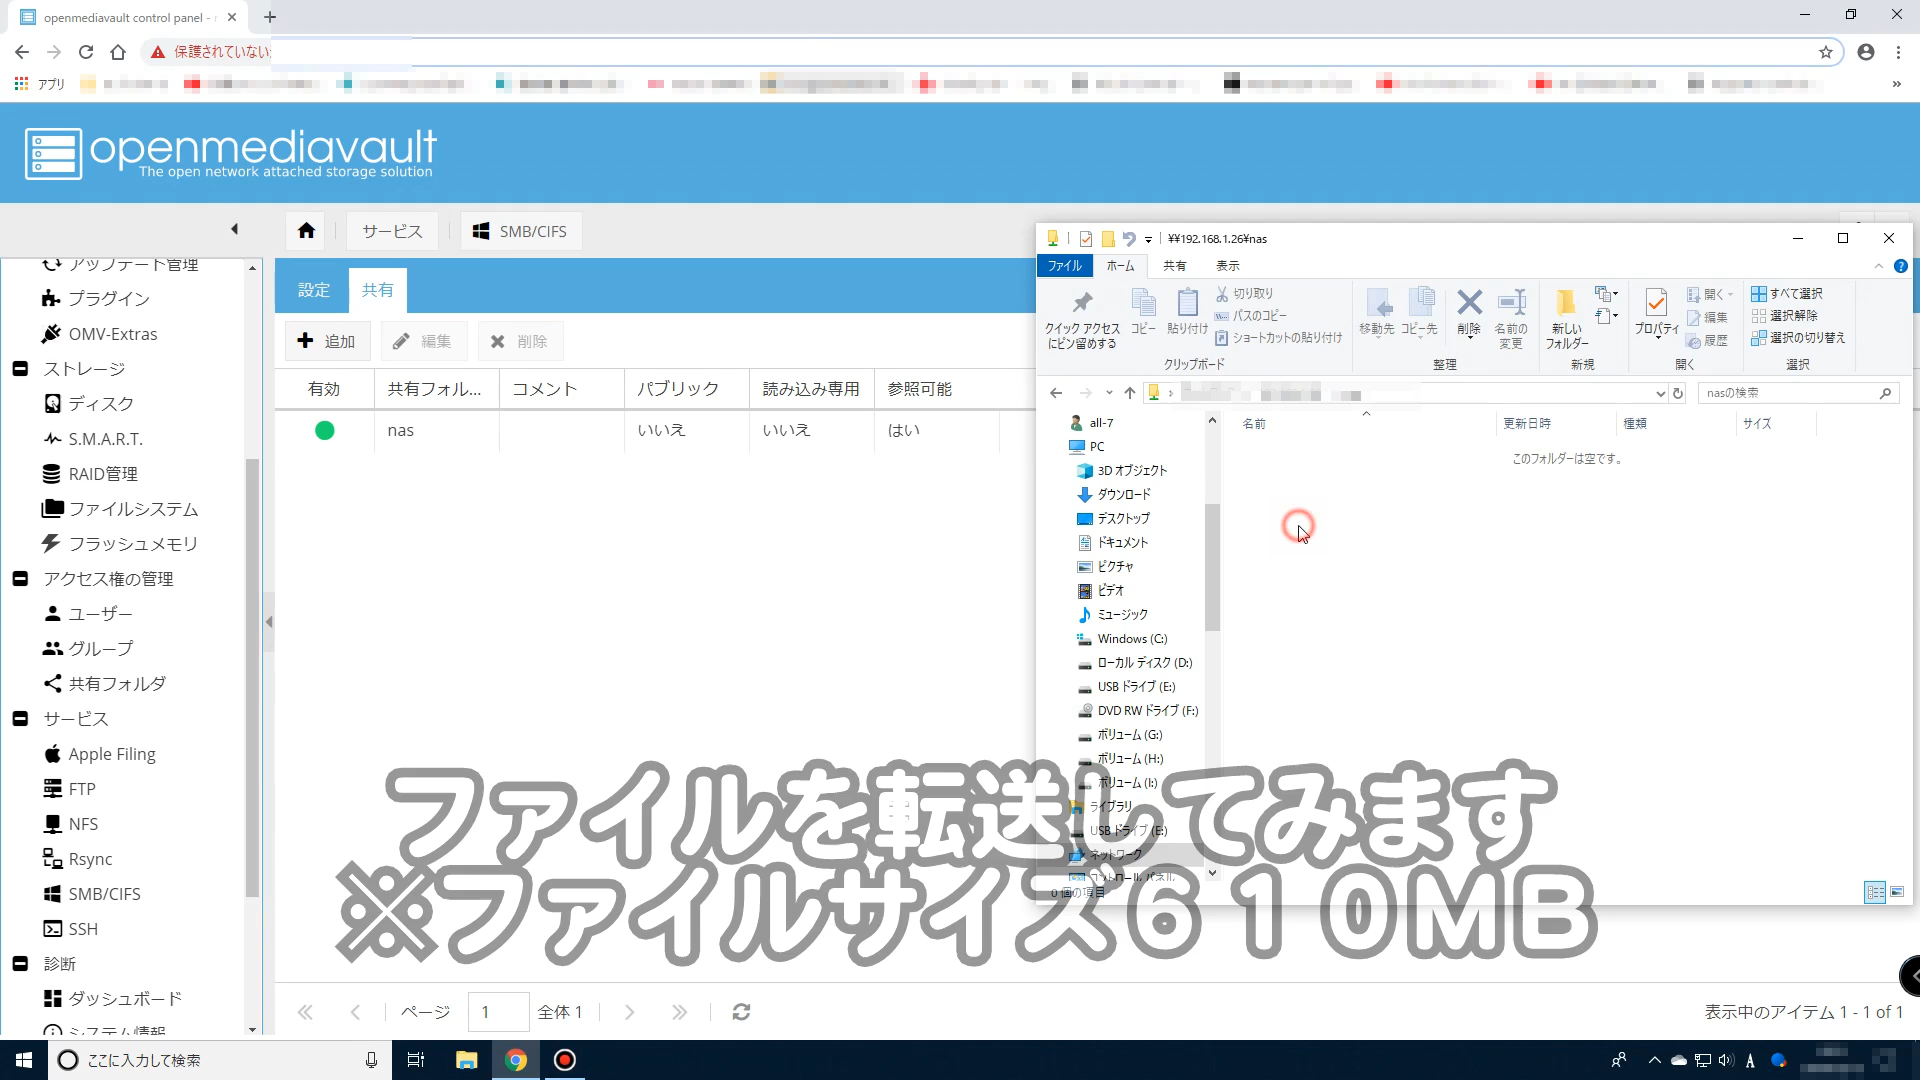 openmediavault control panel -
保護されていない
アプリ
openmediavault
The open network attached storage solution
サービス
SMB/CIFS
アップデート管理
プラグイン
OMV-Extras
ストレージ
ディスク
S.M.A.R.T.
RAID管理
ファイルシステム
フラッシュメモリ
アクセス権の管理
ユーザー
グループ
共有フォルダ
サービス
Apple Filing
FTP
NFS
Rsync
SMB/CIFS
SSH
診断
ダッシュボード
システム情報
設定 共有
追加 編集 削除
有効 共有フォル... コメント パブリック 読み込み専用 参照可能
nas いいえ いいえ はい
¥¥192.168.1.26¥nas
ファイル ホーム 共有 表示
クイック アクセス
にピン留めする
コピー
貼り付け
切り取り
パスのコピー
ショートカットの貼り付け
クリップボード
移動先
コピー先
削除
名前の
変更
整理
新しい
フォルダー
新規
プロパティ
開く
編集
履歴
開く
すべて選択
選択解除
選択の切り替え
選択
nasの検索
名前 更新日時 種類 サイズ
このフォルダーは空です。
all-7
PC
3D オブジェクト
ダウンロード
デスクトップ
ドキュメント
ピクチャ
ビデオ
ミュージック
Windows (C:)
ローカル ディスク (D:)
USB ドライブ (E:)
DVD RW ドライブ (F:)
ボリューム (G:)
ボリューム (H:)
ボリューム (I:)
ライブラリ
USB ドライブ (E:)
ネットワーク
コントロール パネル
0 個の項目
ファイルを転送してみます
※ファイルサイズ610MB
ページ 1 全体 1
表示中のアイテム 1 - 1 of 1
ここに入力して検索
A